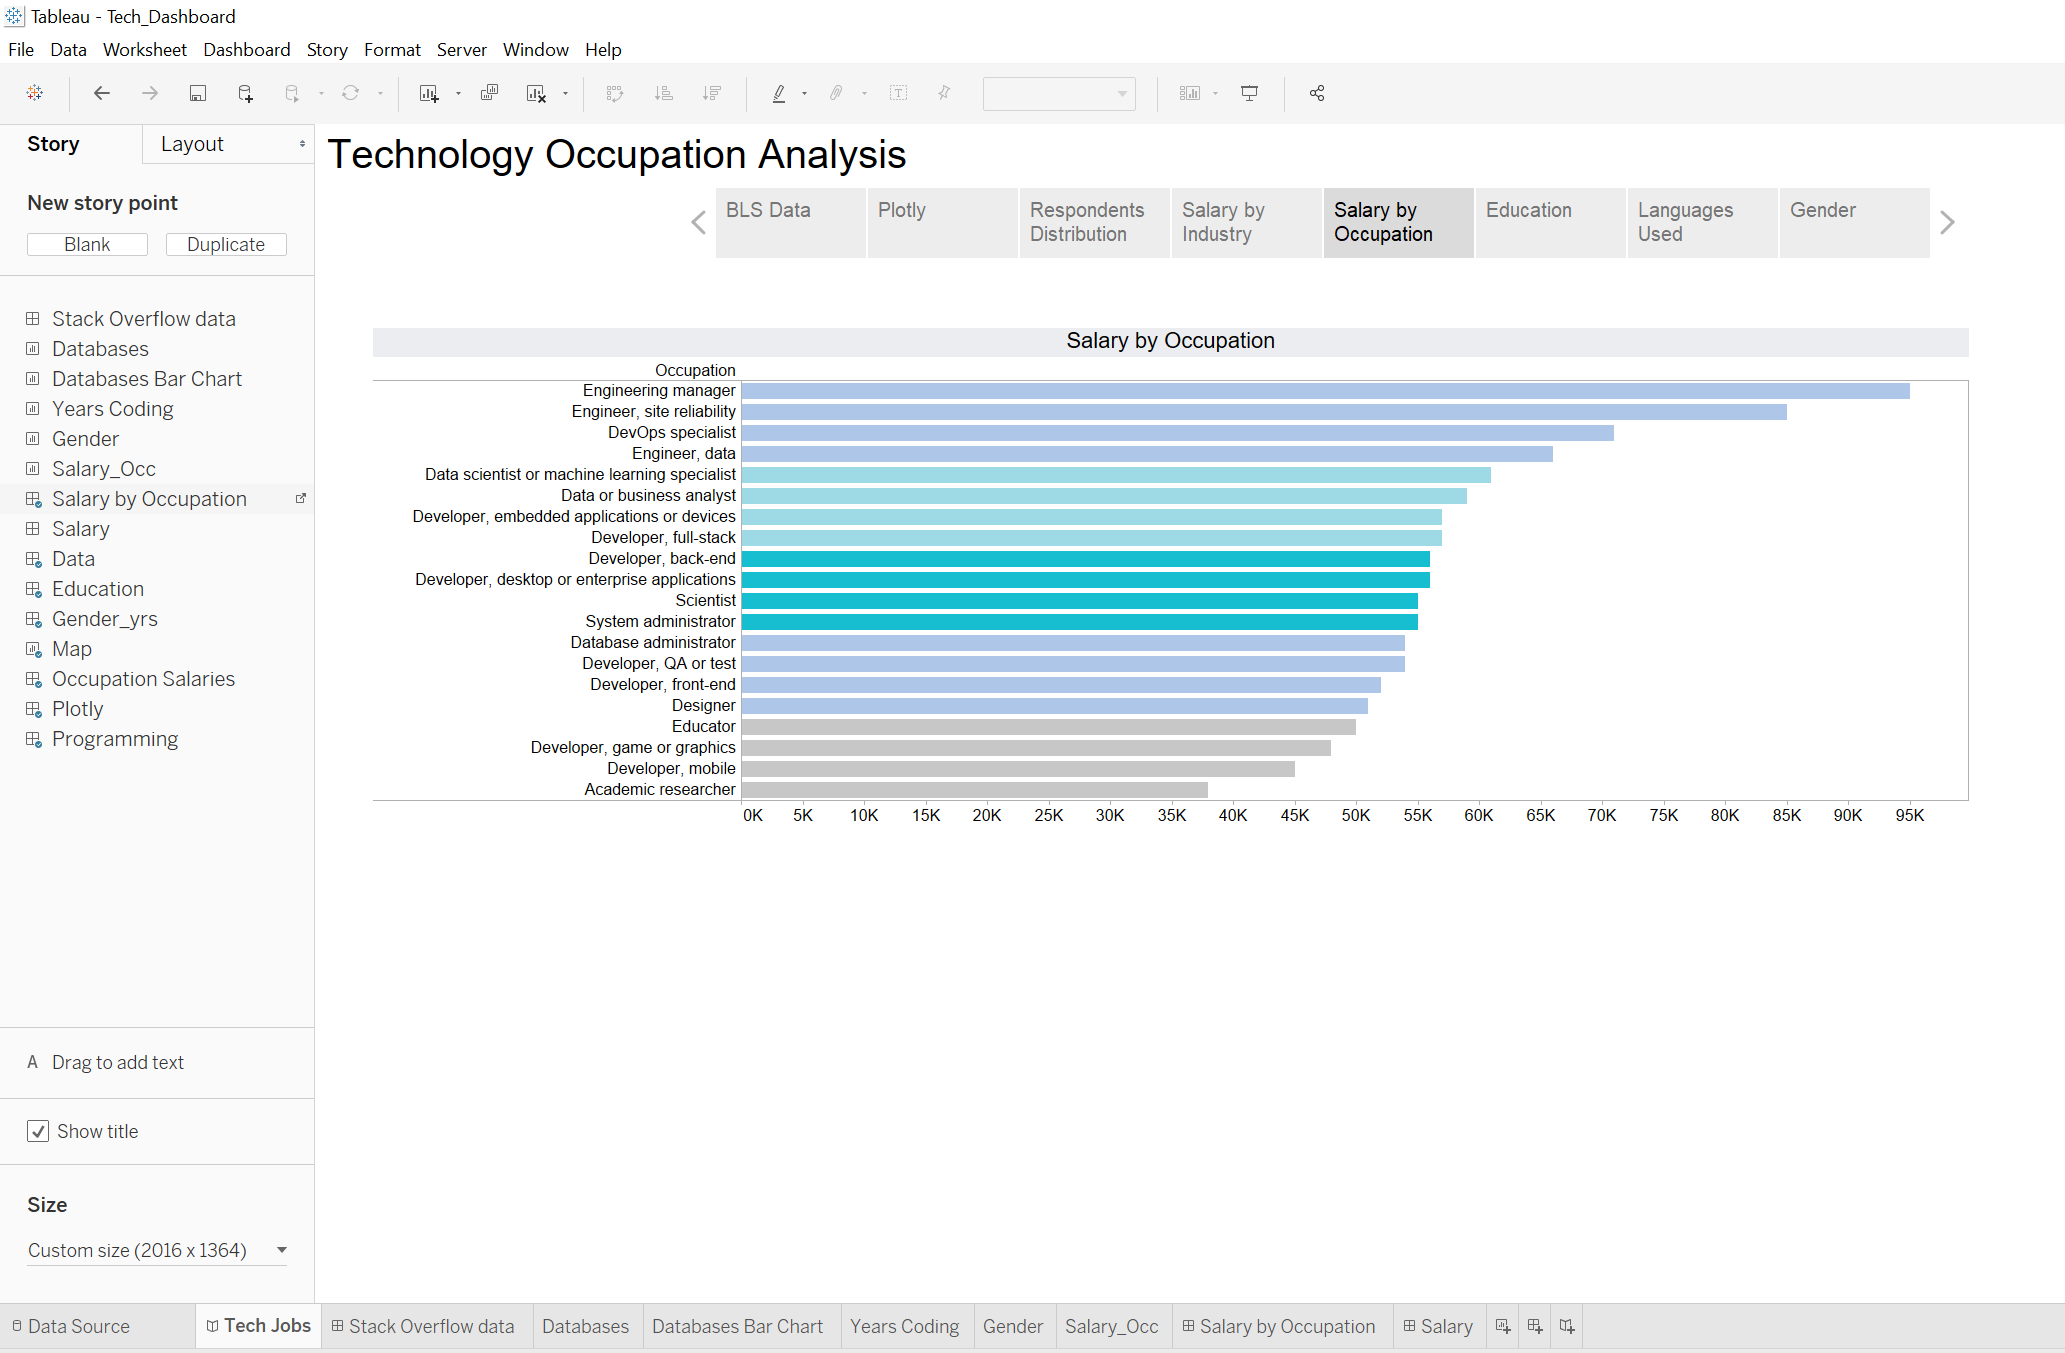 Tableau - Tech_Dashboard
File Data Worksheet Dashboard Story Format Server Window Help
Story
Layout
New story point
Blank Duplicate
Stack Overflow data
Databases
Databases Bar Chart
Years Coding
Gender
Salary_Occ
Salary by Occupation
Salary
Data
Education
Gender_yrs
Map
Occupation Salaries
Plotly
Programming
A Drag to add text
Show title
Size
Custom size (2016 x 1364)
Technology Occupation Analysis
BLS Data
Plotly
Respondents
Distribution
Salary by
Industry
Salary by
Occupation
Education
Languages
Used
Gender
Salary by Occupation
Occupation
Engineering manager
Engineer, site reliability
DevOps specialist
Engineer, data
Data scientist or machine learning specialist
Data or business analyst
Developer, embedded applications or devices
Developer, full-stack
Developer, back-end
Developer, desktop or enterprise applications
Scientist
System administrator
Database administrator
Developer, QA or test
Developer, front-end
Designer
Educator
Developer, game or graphics
Developer, mobile
Academic researcher
0K 5K 10K 15K 20K 25K 30K 35K 40K 45K 50K 55K 60K 65K 70K 75K 80K 85K 90K 95K
Data Source Tech Jobs Stack Overflow data Databases Databases Bar Chart Years Coding Gender Salary_Occ Salary by Occupation Salary